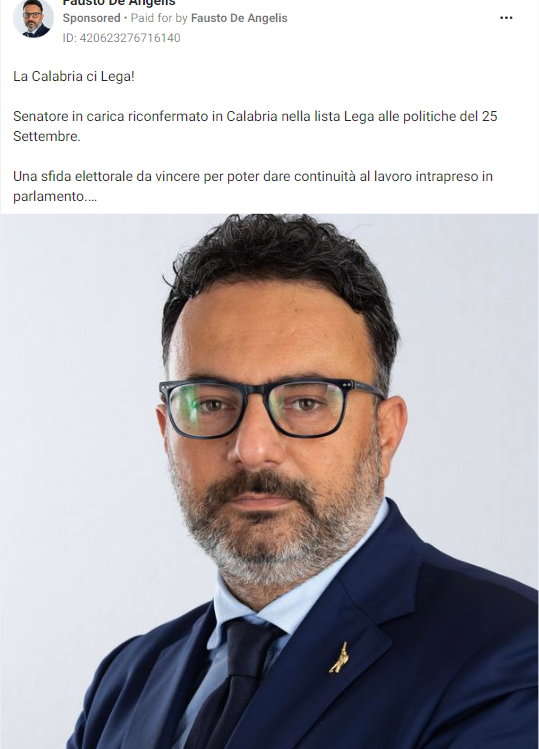 Fausto De Angelis
Sponsored • Paid for by Fausto De Angelis
ID: 420623276716140
La Calabria ci Lega!
Senatore in carica riconfermato in Calabria nella lista Lega alle politiche del 25
Settembre.
Una sfida elettorale da vincere per poter dare continuità al lavoro intrapreso in
parlamento....